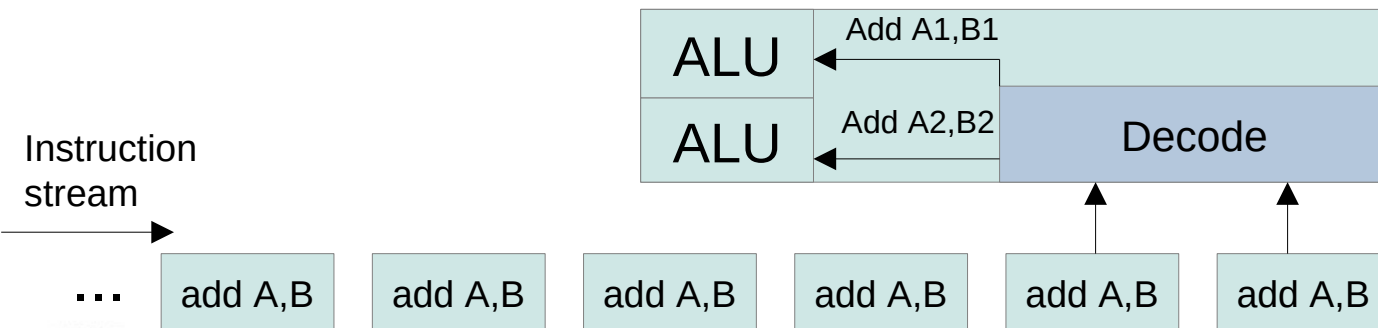 Add A1,B1
ALU
Add A2,B2
ALU
Decode
Instruction
stream
... add A,B add A,B add A,B add A,B add A,B add A,B